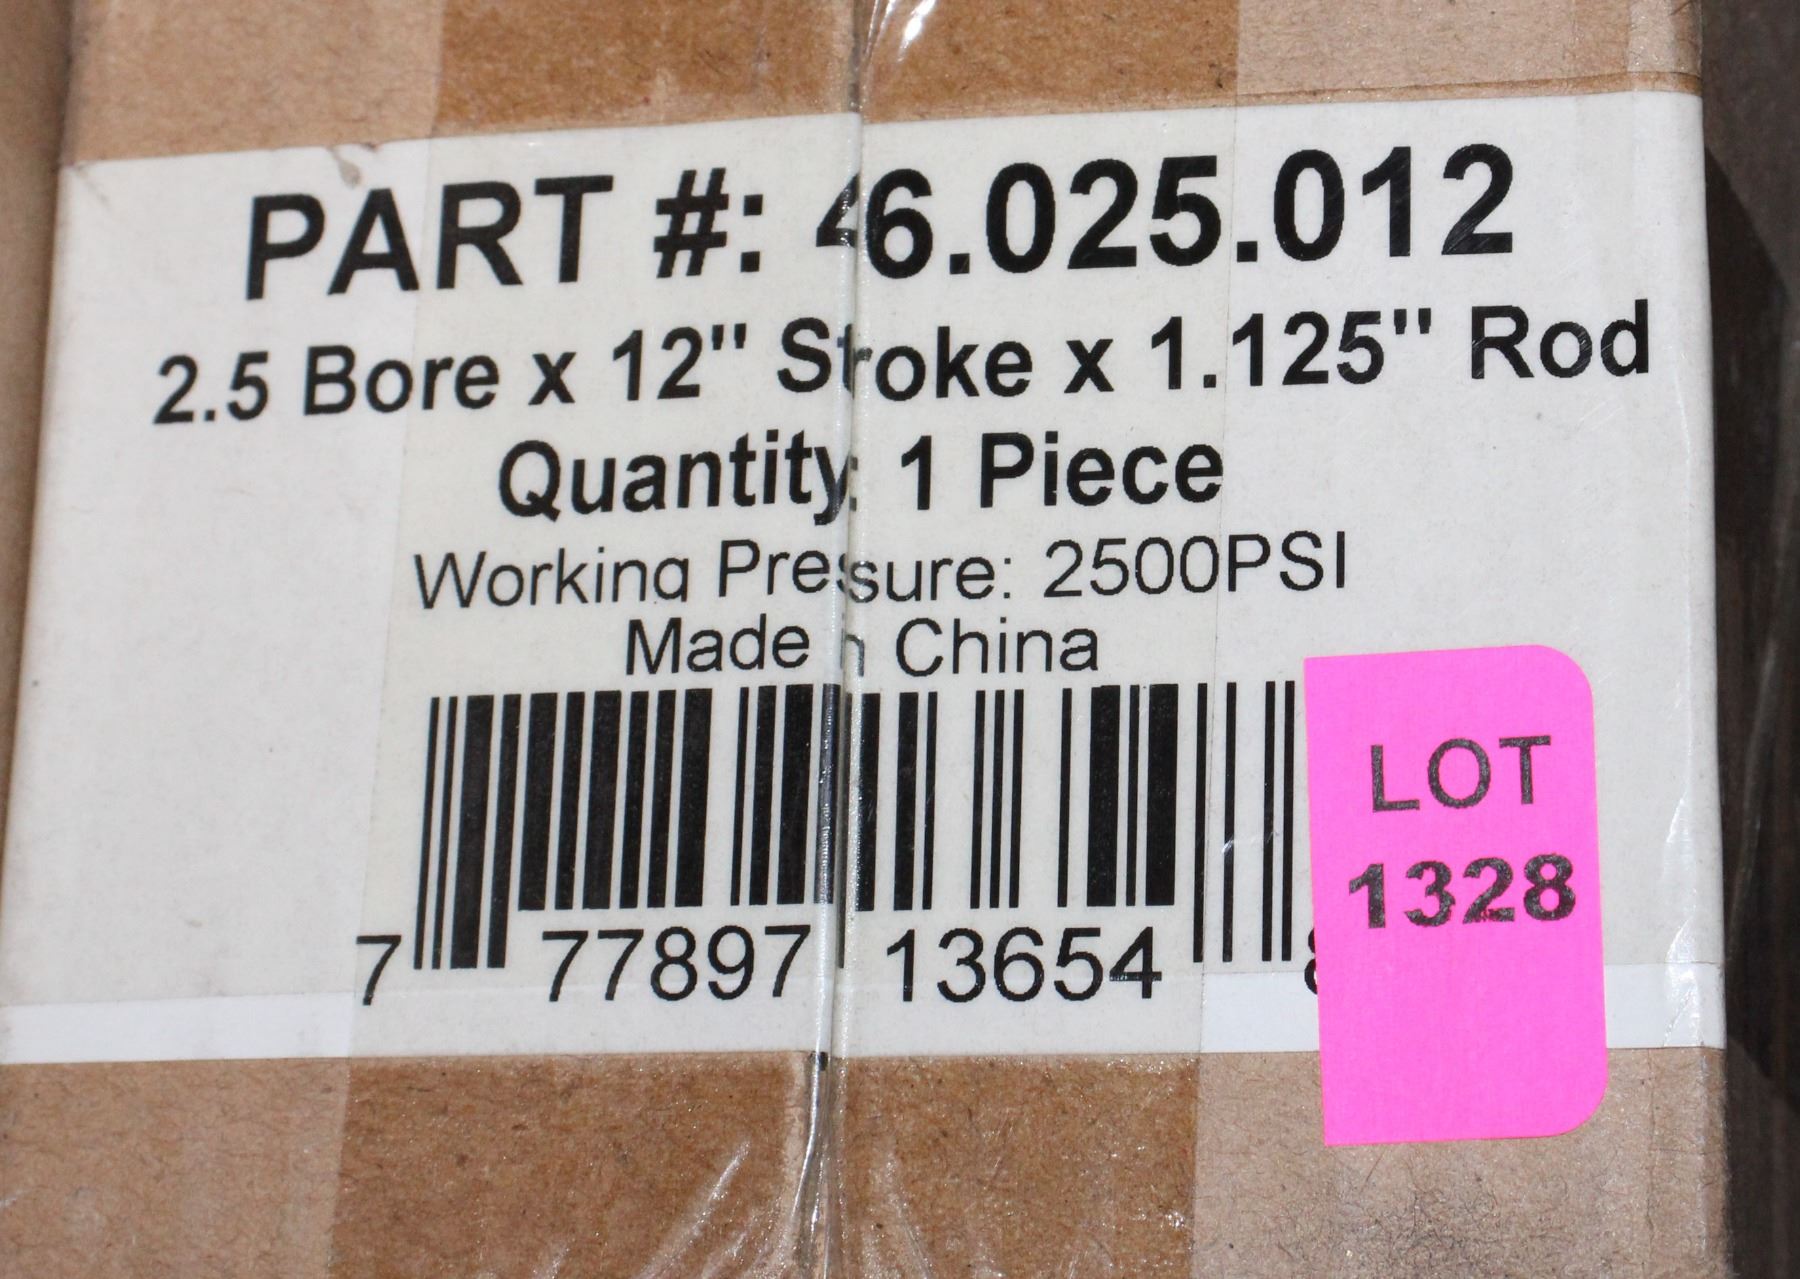 PART #: 46.025.012
2.5 Bore x 12" Stroke x 1.125" Rod
Quantity: 1 Piece
Working Pressure: 2500PSI
Made in China
7 77897 13654
LOT
1328